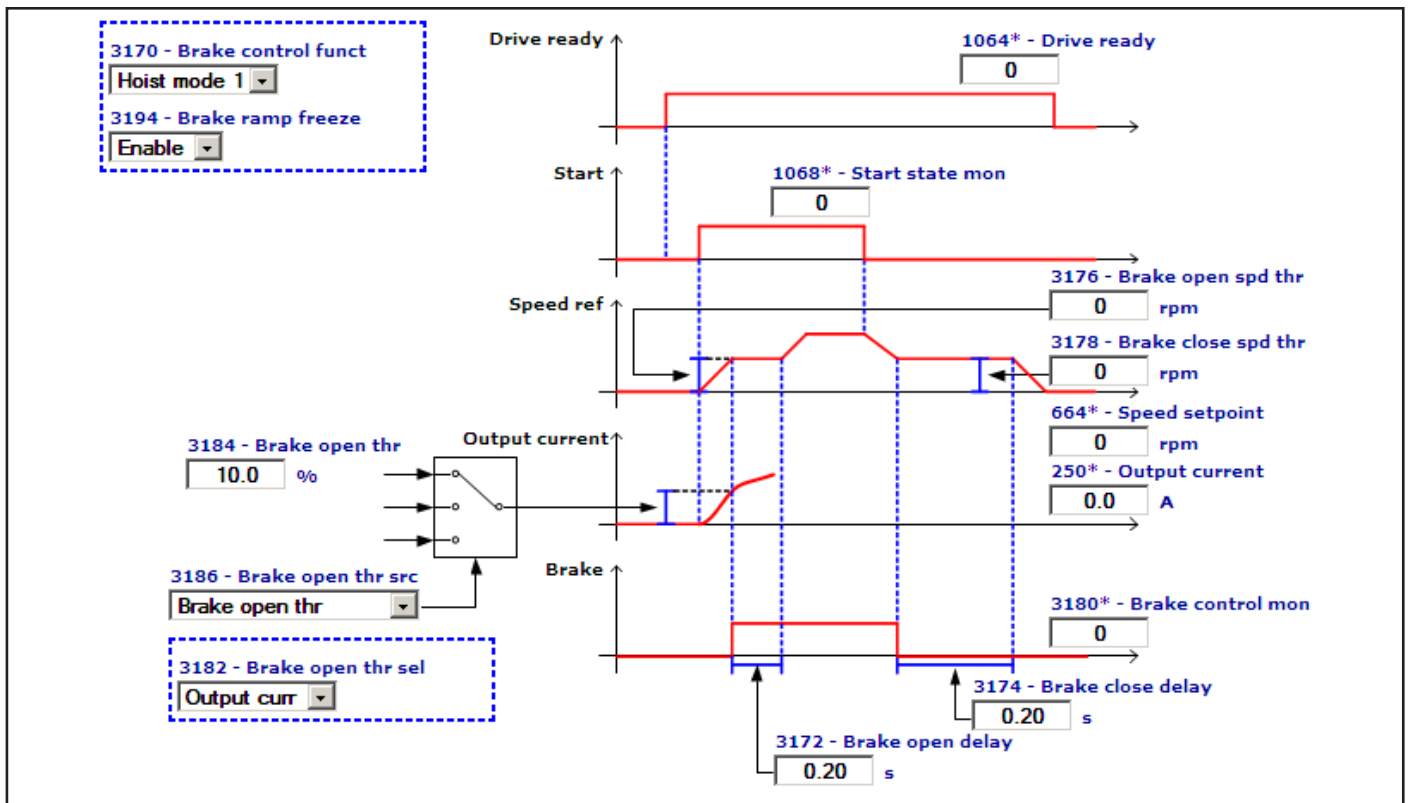 3170 - Brake control funct
Hoist mode 1
3194 - Brake ramp freeze
Enable
Drive ready
1064* - Drive ready
0
Start
1068* - Start state mon
0
Speed ref
3176 - Brake open spd thr
0 rpm
3178 - Brake close spd thr
0 rpm
664* - Speed setpoint
0 rpm
3184 - Brake open thr
10.0 %
Output current
250* - Output current
0.0 A
3186 - Brake open thr src
Brake open thr
Brake
3180* - Brake control mon
0
3182 - Brake open thr sel
Output curr
3174 - Brake close delay
0.20 s
3172 - Brake open delay
0.20 s